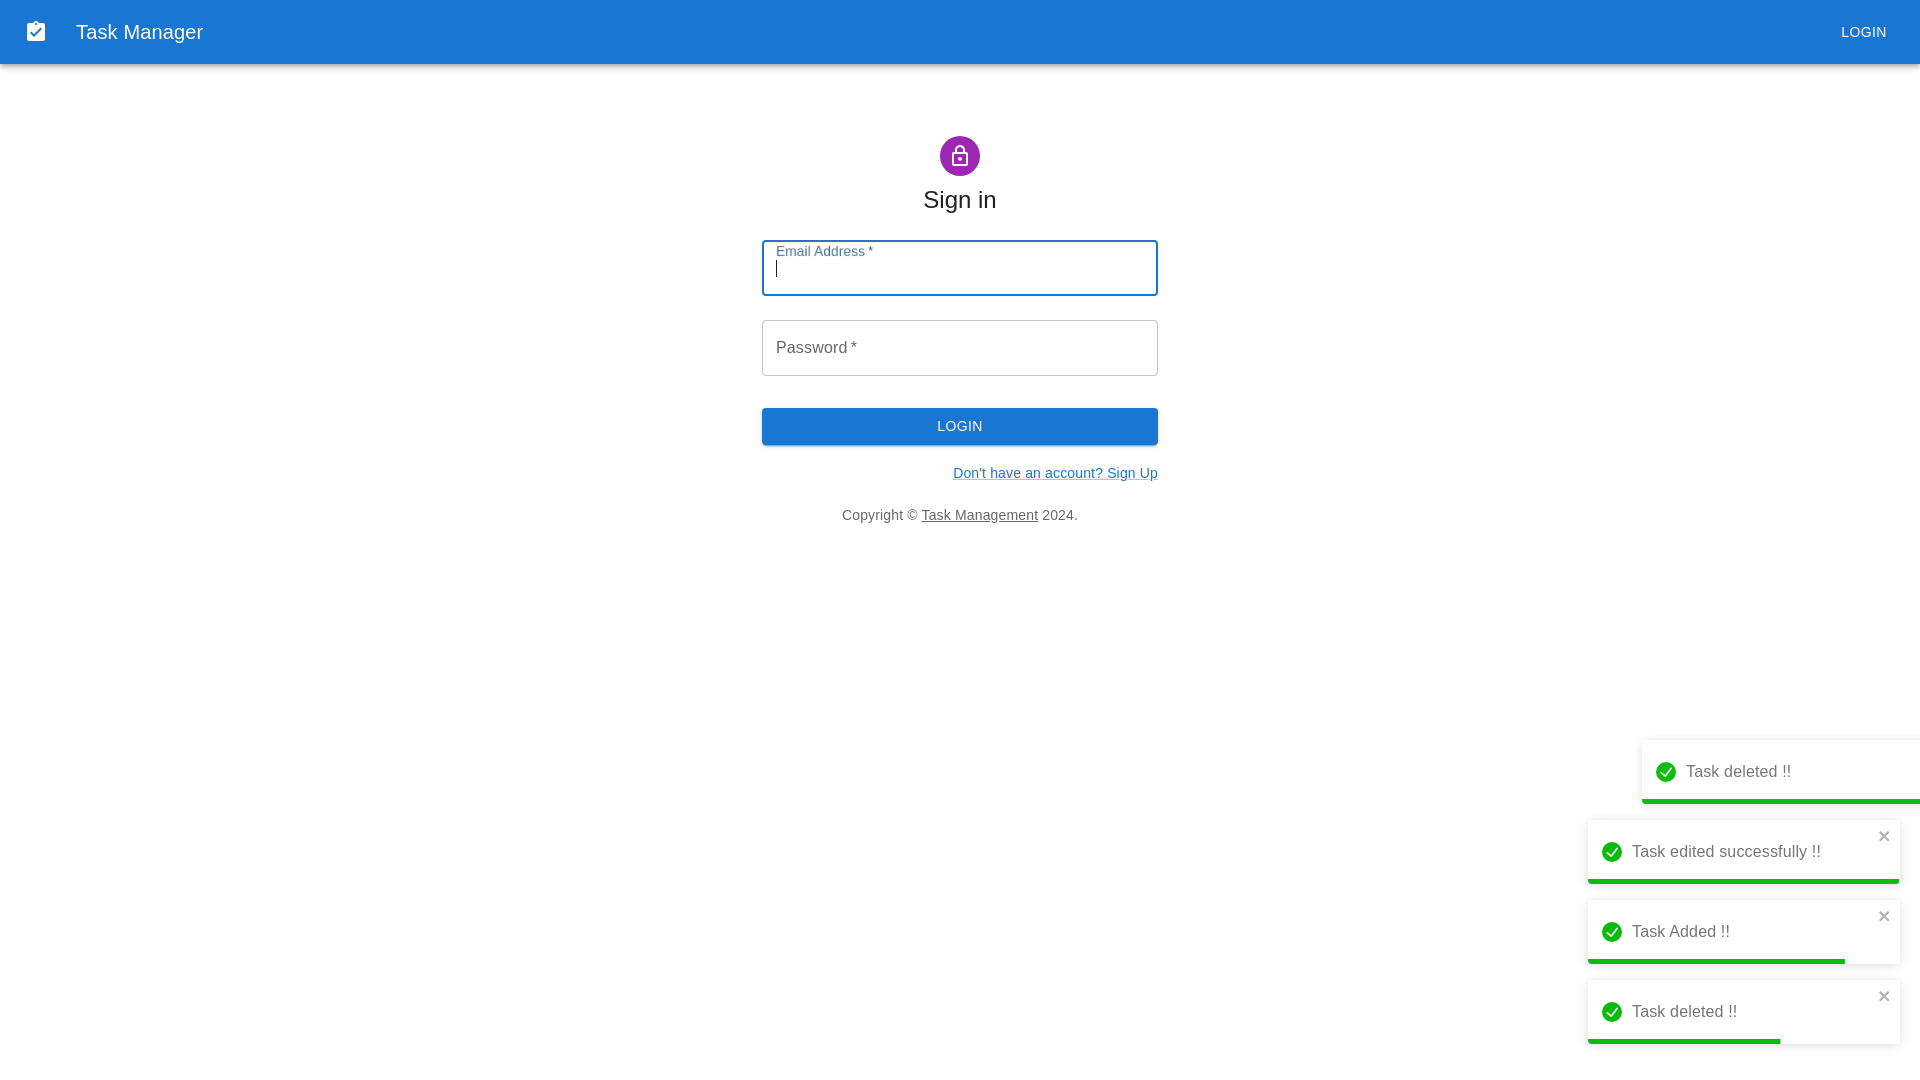 Task Manager
LOGIN
Sign in
Email Address *
Password *
LOGIN
Don't have an account? Sign Up
Copyright © Task Management 2024.
Task deleted !!
Task edited successfully !!
Task Added !!
Task deleted !!